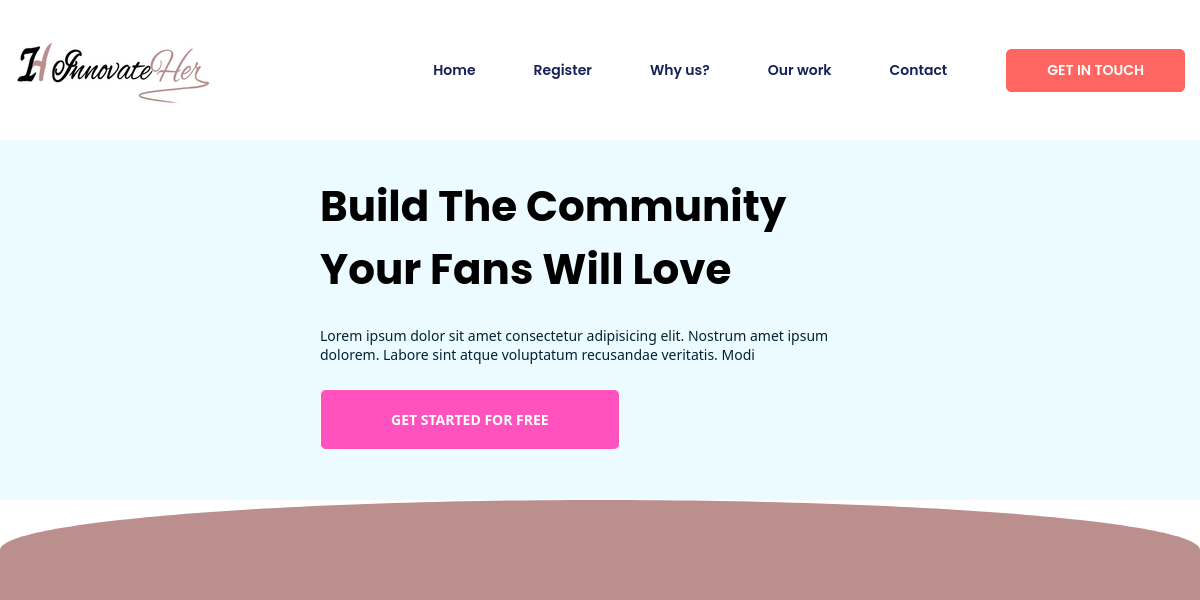 IH InnovateHer
Home
Register
Why us?
Our work
Contact
GET IN TOUCH
Build The Community
Your Fans Will Love
Lorem ipsum dolor sit amet consectetur adipisicing elit. Nostrum amet ipsum
dolorem. Labore sint atque voluptatum recusandae veritatis. Modi
GET STARTED FOR FREE